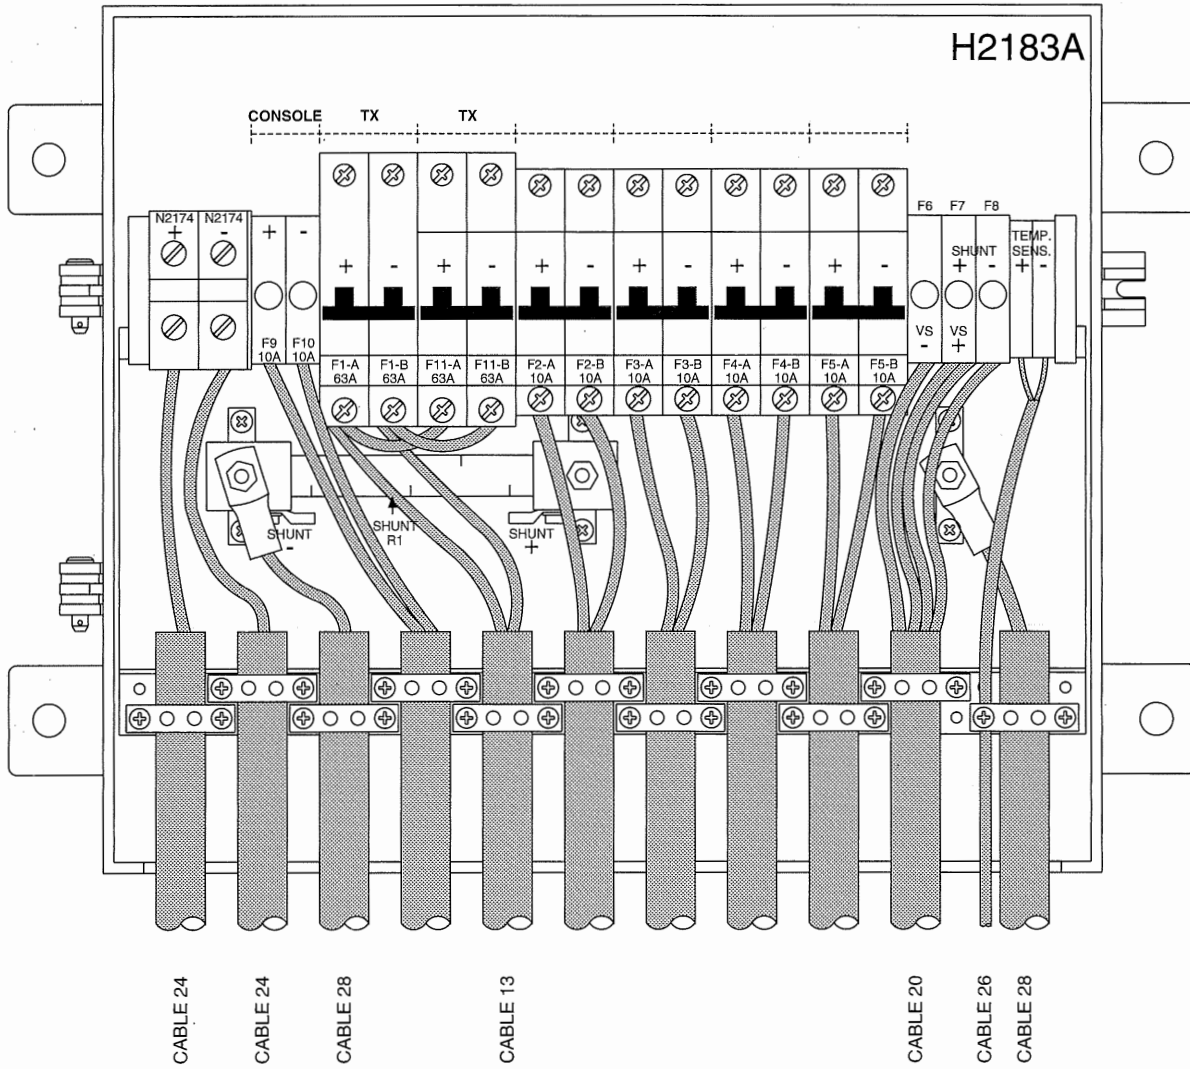 H2183A
CONSOLE TX TX
F6 F7 F8
N2174 N2174
+ - + -
TEMP.
SHUNT SENS.
+ - + -
+ - + - + - + - + - + -
VS VS
- +
F9 F10
10A 10A
F1-A F1-B F11-A F11-B F2-A F2-B F3-A F3-B F4-A F4-B F5-A F5-B
63A 63A 63A 63A 10A 10A 10A 10A 10A 10A 10A 10A
SHUNT
-
SHUNT
R1
SHUNT
+
CABLE 24
CABLE 24
CABLE 28
CABLE 13
CABLE 20
CABLE 26
CABLE 28